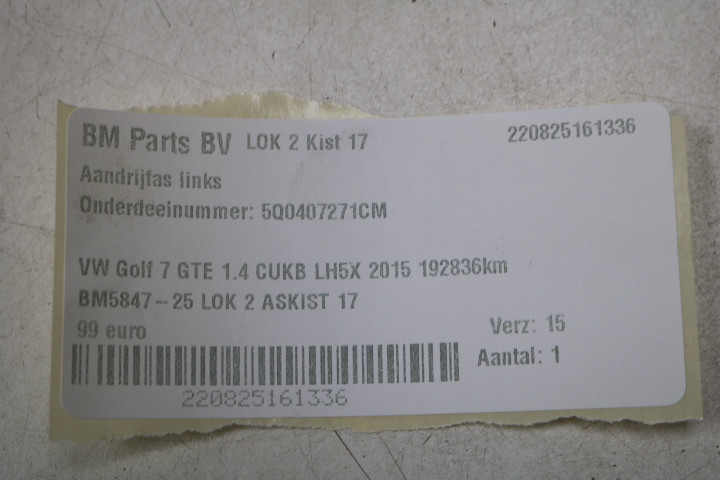 BM Parts BV LOK 2 Kist 17 220825161336
Aandrijfas links
Onderdeelnummer: 5Q0407271CM
VW Golf 7 GTE 1.4 CUKB LH5X 2015 192836km
BM5847-25 LOK 2 ASKIST 17
99 euro Verz: 15
Aantal: 1
220825161336